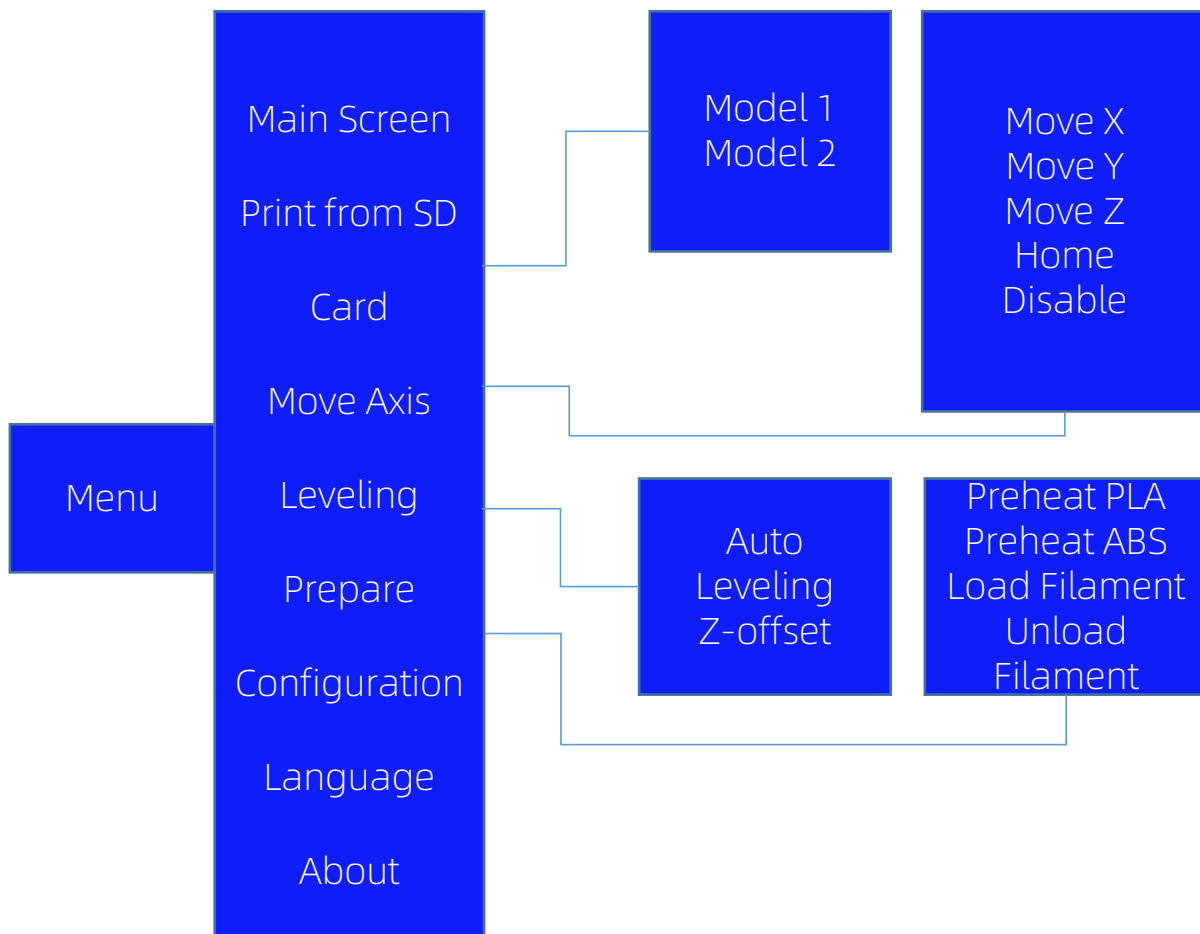 Menu
Main Screen
Print from SD
Card
Move Axis
Leveling
Prepare
Configuration
Language
About
Model 1
Model 2
Move X
Move Y
Move Z
Home
Disable
Auto
Leveling
Z-offset
Preheat PLA
Preheat ABS
Load Filament
Unload
Filament